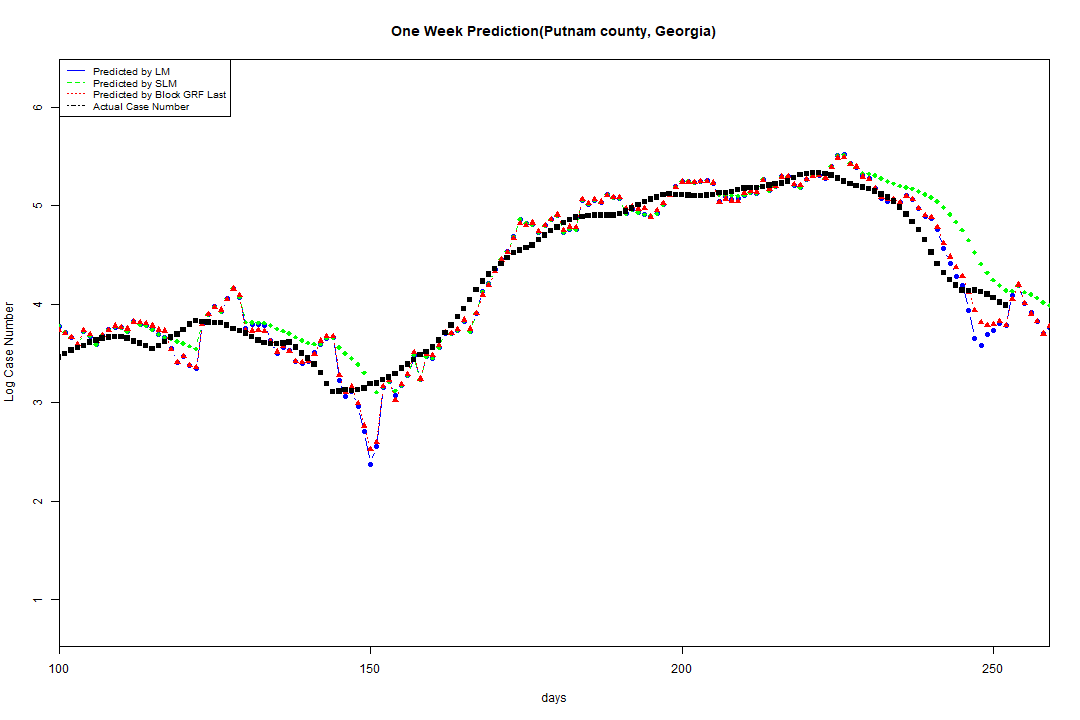 One Week Prediction(Putnam county, Georgia)
Predicted by LM
Predicted by SLM
Predicted by Block GRF Last
Actual Case Number
6
5
4
3
2
1
Log Case Number
100 150 200 250
days